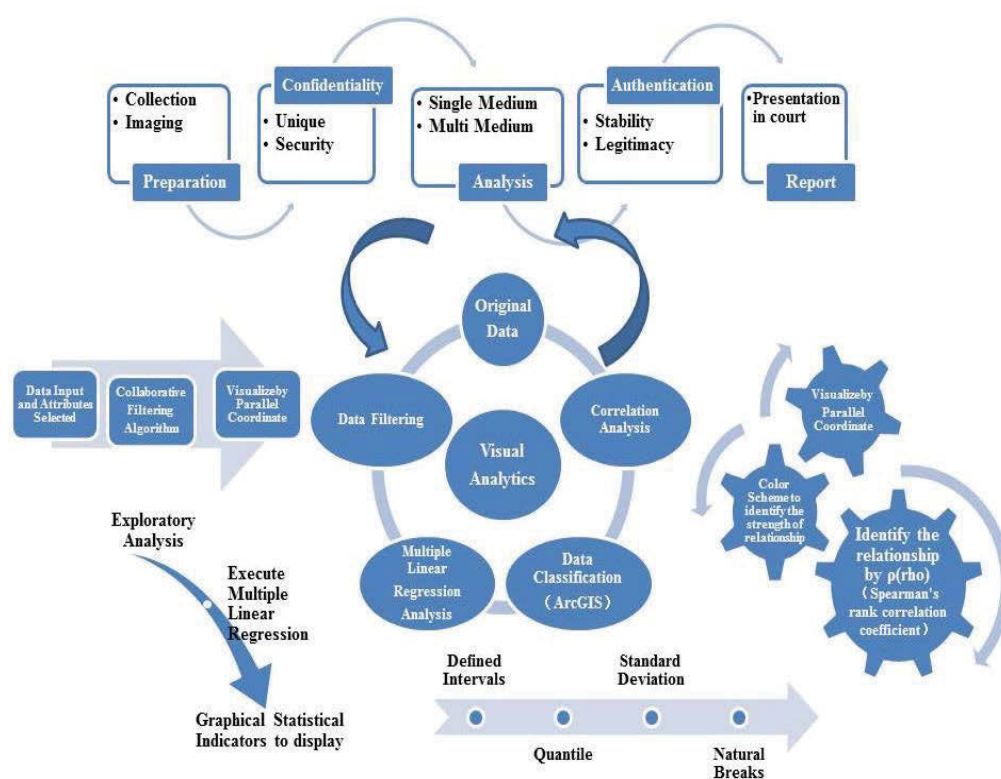 • Collection
• Imaging
Preparation
Confidentiality
• Unique
• Security
• Single Medium
• Multi Medium
Analysis
Authentication
• Stability
• Legitimacy
•Presentation
in court
Report
Original
Data
Data Filtering
Correlation
Analysis
Visual
Analytics
Multiple
Linear
Regression
Analysis
Data
Classification
(ArcGIS)
Data Input
and Attributes
Selected
Collaborative
Filtering
Algorithm
Visualizeby
Parallel
Coordinate
Visualizeby
Parallel
Coordinate
Color
Scheme to
identify the
strength of
relationship
Identify the
relationship
by ρ(rho)
(Spearman's
rank correlation
coefficient)
Exploratory
Analysis
Execute
Multiple
Linear
Regression
Graphical Statistical
Indicators to display
Defined
Intervals
Standard
Deviation
Quantile
Natural
Breaks